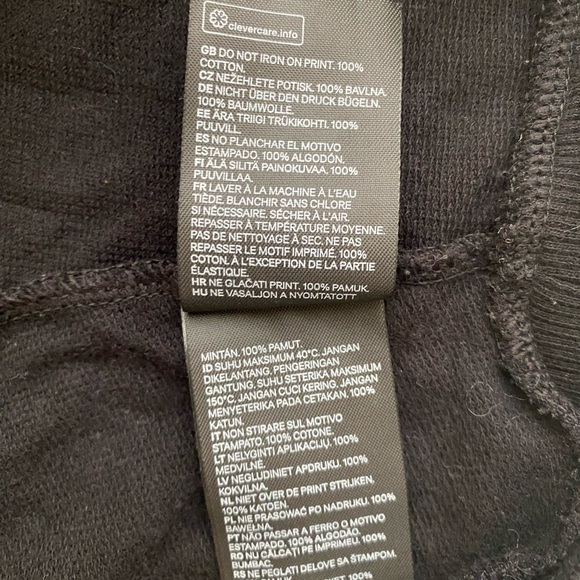 clevercare.info
GB DO NOT IRON ON PRINT. 100%
COTTON.
CZ NEŽEHLETE POTISK. 100% BAVLNA.
DE NICHT ÜBER DEN DRUCK BÜGELN.
100% BAUMWOLLE.
EE ÄRA TRIIGI TRÜKIKOHTI. 100%
PUUVILL.
ES NO PLANCHAR EL MOTIVO
ESTAMPADO. 100% ALGODÓN.
FI ÄLÄ SILITÄ PAINOKUVAA. 100%
PUUVILLAA.
FR LAVER À LA MACHINE À L'EAU
TIÈDE. BLANCHIR SANS CHLORE
SI NÉCESSAIRE. SÉCHER À L'AIR.
REPASSER À TEMPÉRATURE MOYENNE.
PAS DE NETTOYAGE À SEC. NE PAS
REPASSER LE MOTIF IMPRIMÉ. 100%
COTON. À L'EXCEPTION DE LA PARTIE
ÉLASTIQUE.
HR NE GLAČATI PRINT. 100% PAMUK.
HU NE VASALJON A NYOMTATOTT
MINTÁN. 100% PAMUT.
ID SUHU MAKSIMUM 40°C. JANGAN
DIKELANTANG. PENGERINGAN
GANTUNG. SUHU SETERIKA MAKSIMUM
150°C. JANGAN CUCI KERING. JANGAN
MENYETERIKA PADA CETAKAN. 100%
KATUN.
IT NON STIRARE SUL MOTIVO
STAMPATO. 100% COTONE.
LT NELYGINTI APLIKACIJŲ. 100%
MEDVILNĖ.
LV NEGLUDINIET APDRUKU. 100%
KOKVILNA.
NL NIET OVER DE PRINT STRIJKEN.
100% KATOEN.
PL NIE PRASOWAĆ PO NADRUKU. 100%
BAWEŁNA.
PT NÃO PASSAR A FERRO O MOTIVO
ESTAMPADO. 100% ALGODÃO.
RO NU CĂLCAȚI PE IMPRIMEU. 100%
BUMBAC.
RS NE PEGLATI DELOVE SA ŠTAMPOM.
PAMUK.